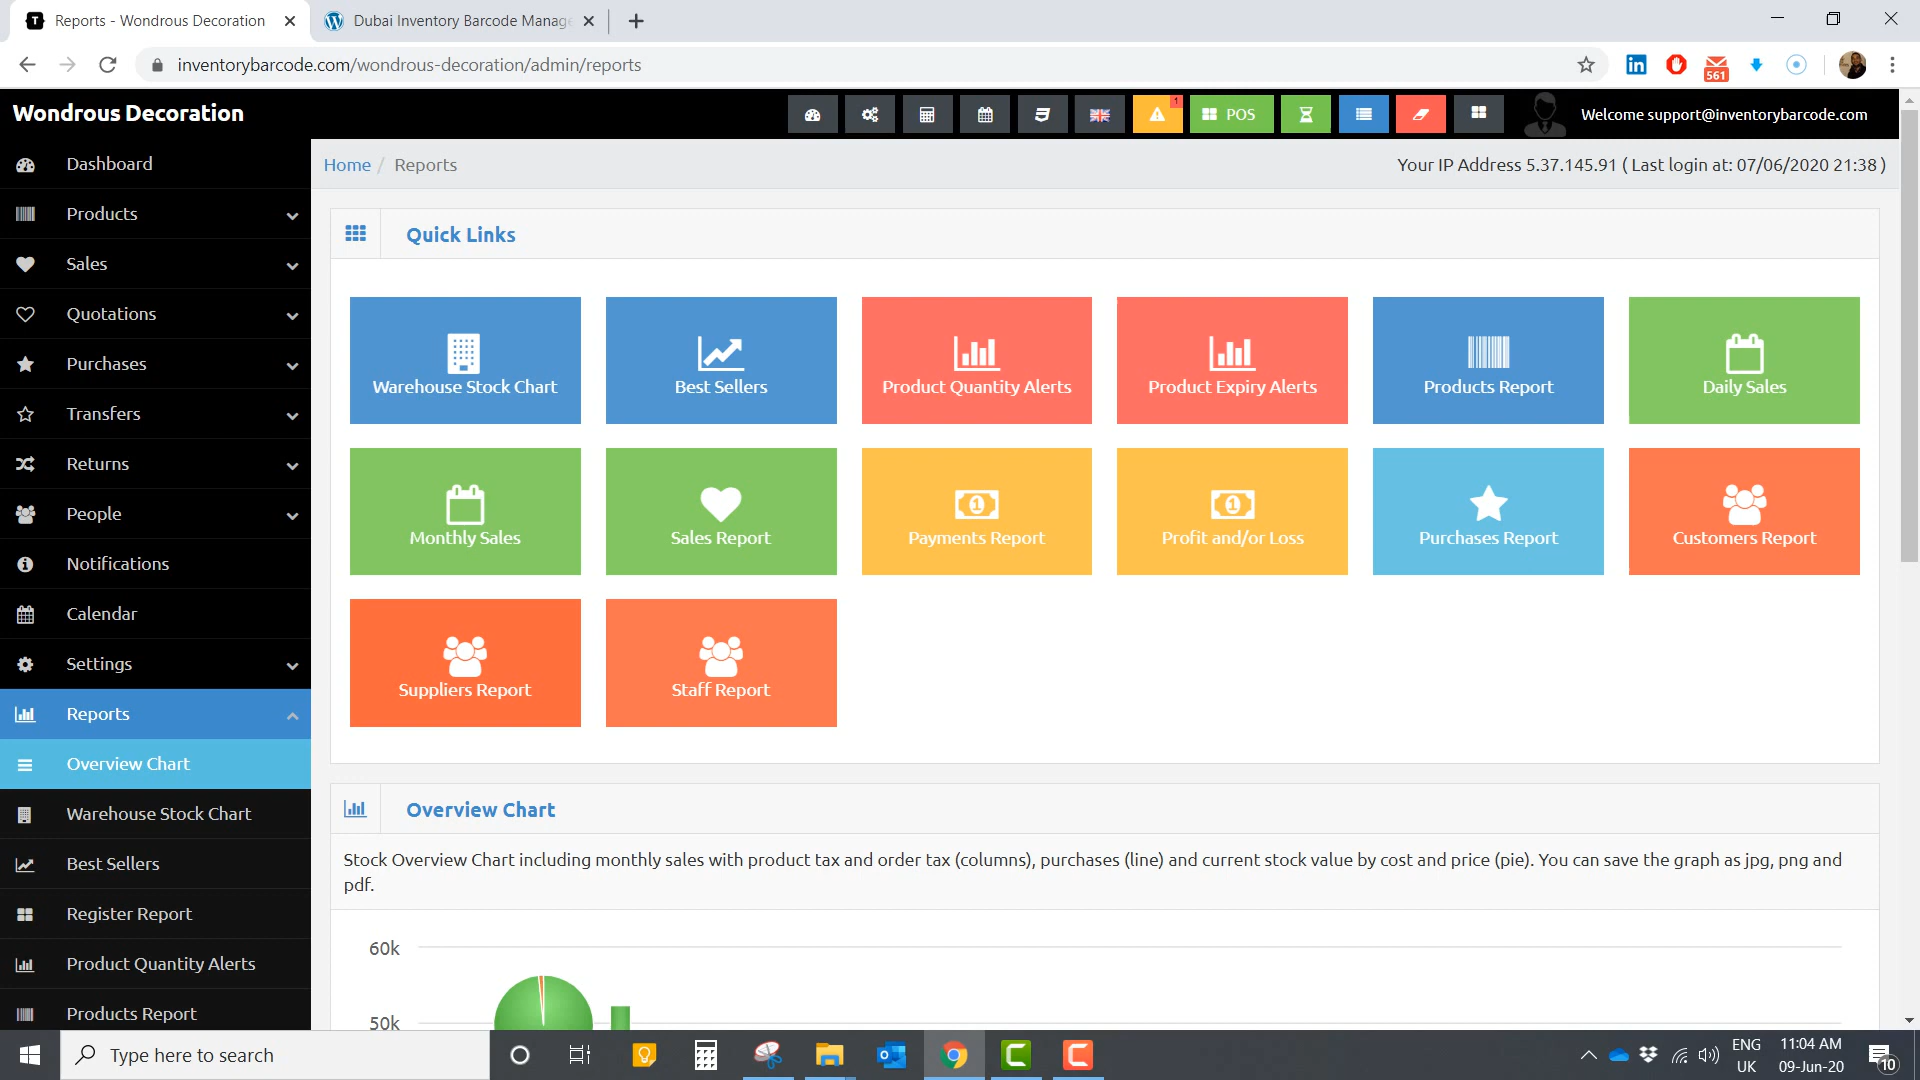 Reports - Wondrous Decoration
Dubai Inventory Barcode Manage
inventorybarcode.com/wondrous-decoration/admin/reports
561
Wondrous Decoration
1
POS
Welcome support@inventorybarcode.com
Home / Reports
Your IP Address 5.37.145.91 ( Last login at: 07/06/2020 21:38 )
Dashboard
Products
Sales
Quotations
Purchases
Transfers
Returns
People
Notifications
Calendar
Settings
Reports
Overview Chart
Warehouse Stock Chart
Best Sellers
Register Report
Product Quantity Alerts
Products Report
Quick Links
Warehouse Stock Chart
Best Sellers
Product Quantity Alerts
Product Expiry Alerts
Products Report
Daily Sales
Monthly Sales
Sales Report
Payments Report
Profit and/or Loss
Purchases Report
Customers Report
Suppliers Report
Staff Report
Overview Chart
Stock Overview Chart including monthly sales with product tax and order tax (columns), purchases (line) and current stock value by cost and price (pie). You can save the graph as jpg, png and
pdf.
60k
50k
Type here to search
ENG
UK
11:04 AM
09-Jun-20
10